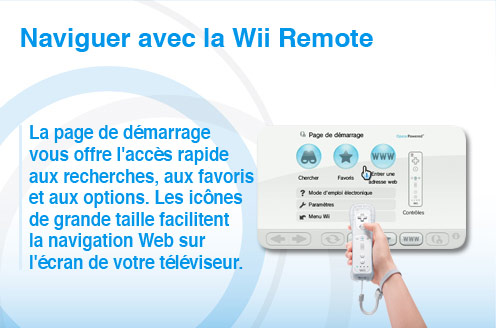 Naviguer avec la Wii Remote
La page de démarrage
vous offre l'accès rapide
aux recherches, aux favoris
et aux options. Les icônes
de grande taille facilitent
la navigation Web sur
l'écran de votre téléviseur.
Page de démarrage
OperaPowered
WWW
Chercher
Favoris
Entrer une
adresse web
? Mode d'emploi électronique
Paramètres
Menu Wii
Contrôles
WWW